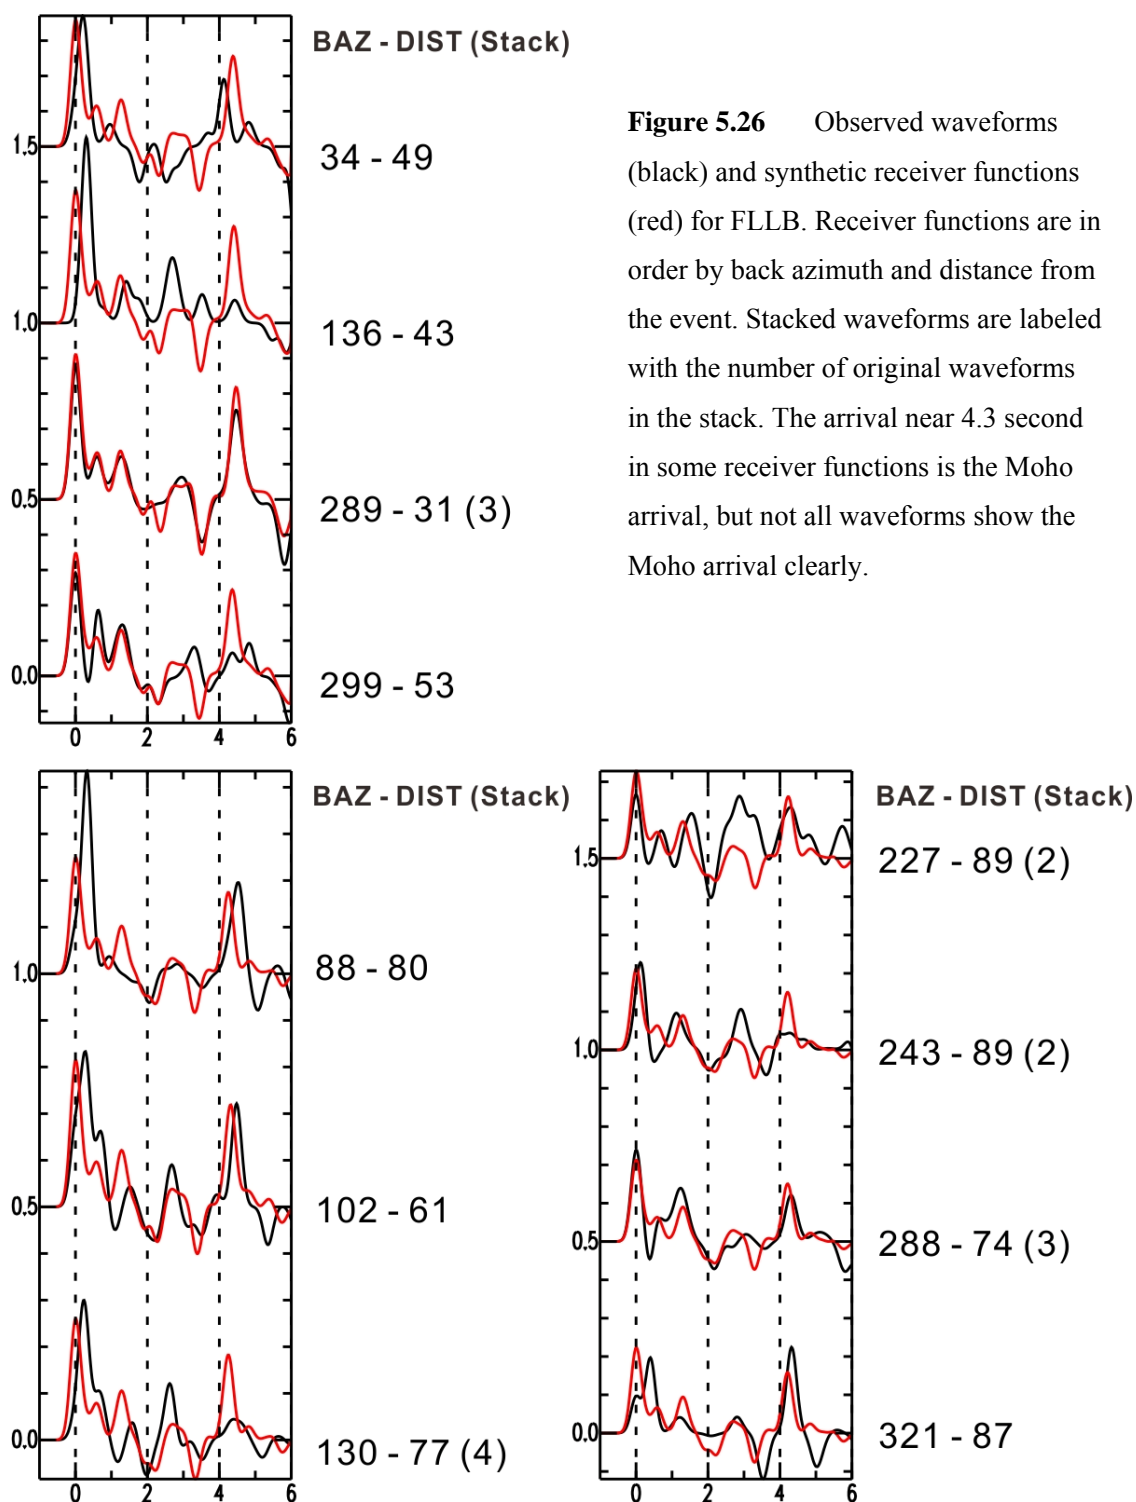 BAZ - DIST (Stack)
1.5
34 - 49
1.0
136 - 43
0.5
289 - 31 (3)
0.0
299 - 53
0 2 4 6
Figure 5.26 Observed waveforms
(black) and synthetic receiver functions
(red) for FLLB. Receiver functions are in
order by back azimuth and distance from
the event. Stacked waveforms are labeled
with the number of original waveforms
in the stack. The arrival near 4.3 second
in some receiver functions is the Moho
arrival, but not all waveforms show the
Moho arrival clearly.
BAZ - DIST (Stack)
1.0
88 - 80
0.5
102 - 61
0.0
130 - 77 (4)
0 2 4 6
BAZ - DIST (Stack)
1.5
227 - 89 (2)
1.0
243 - 89 (2)
0.5
288 - 74 (3)
0.0
321 - 87
0 2 4 6